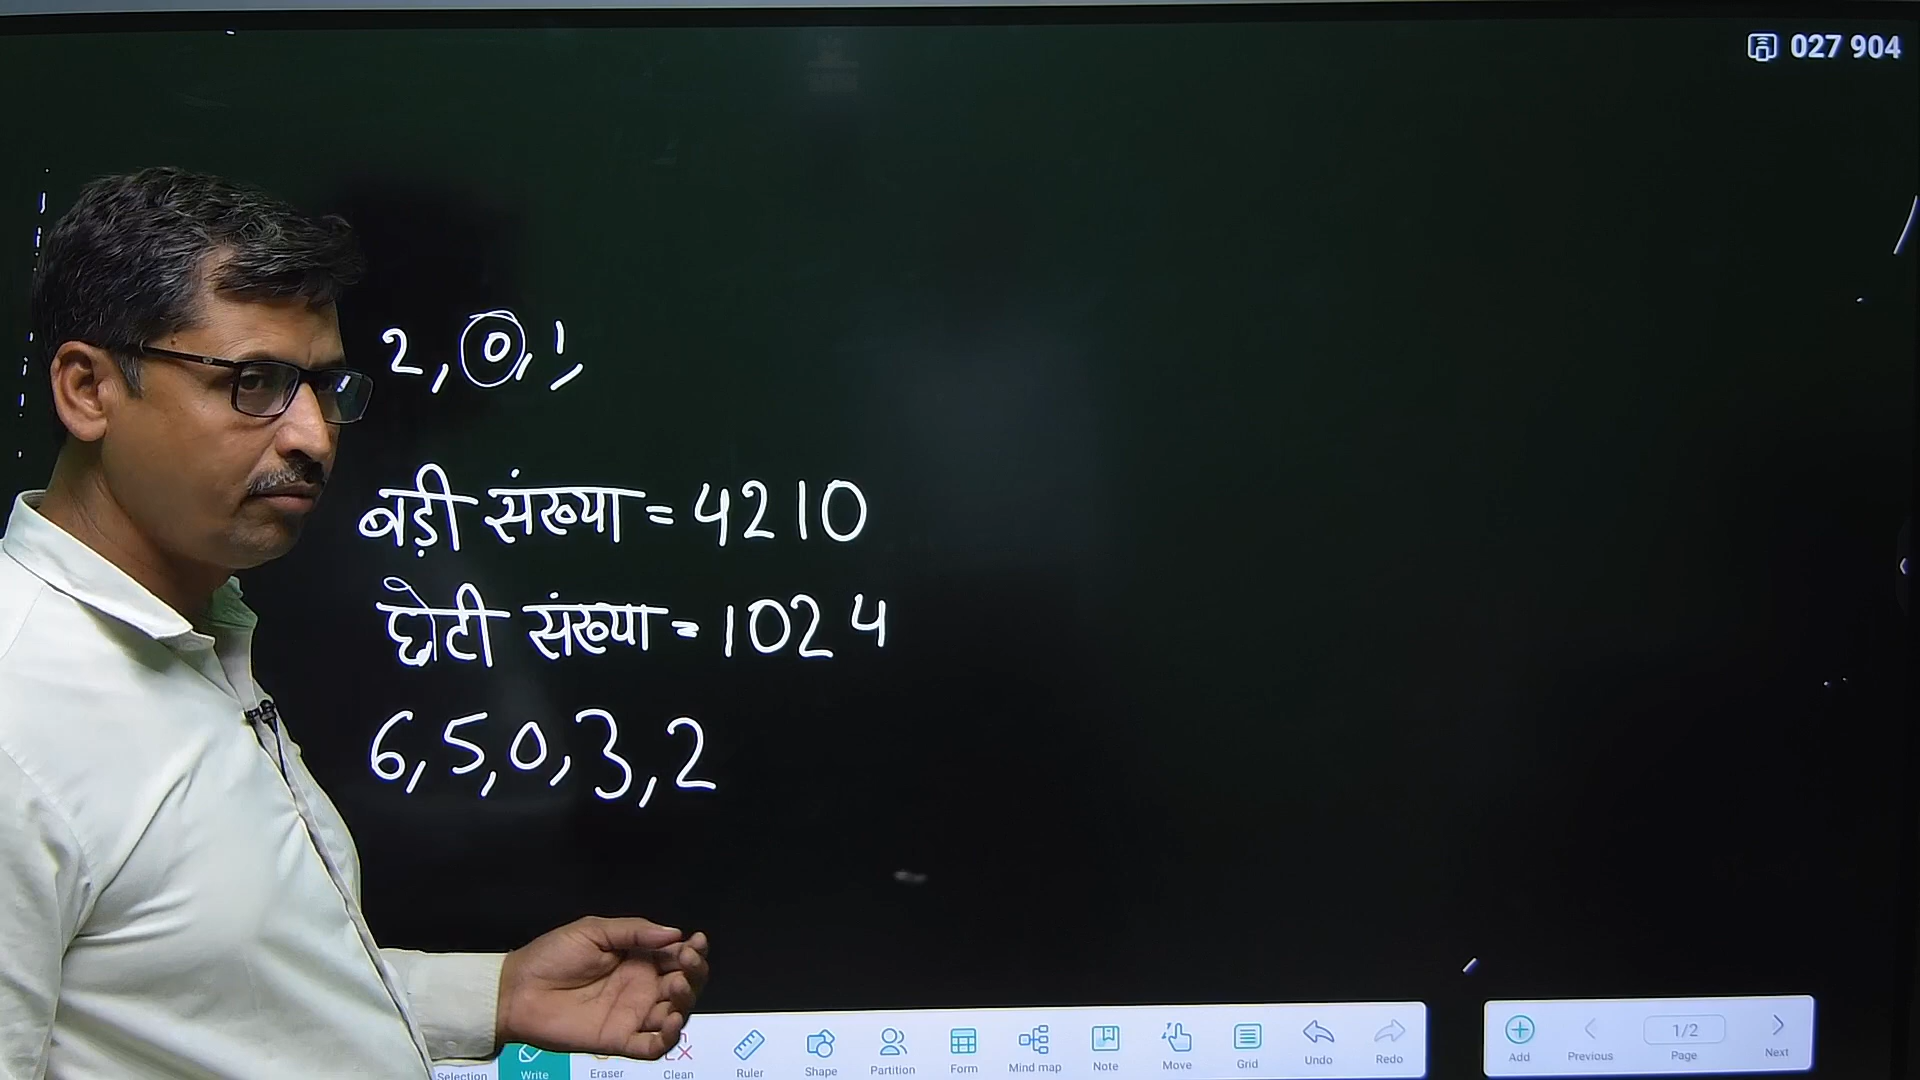 027 904
2, 0, 1,
बड़ी संख्या = 4210
छोटी संख्या = 1024
6, 5, 0, 3, 2
Selection Write Eraser Clean Ruler Shape Partition Form Mind map Note Move Grid Undo Redo
Add Previous 1/2 Page Next